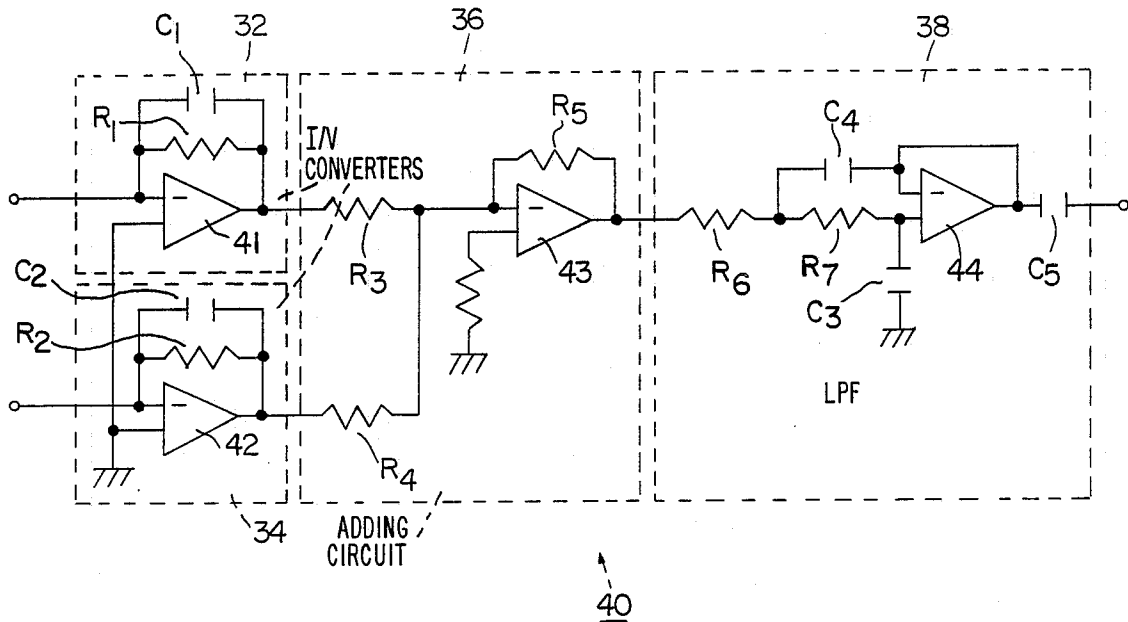 C1 32 36 38
R1 I/V CONVERTERS R5 C4
41 R3 43 R6 R7 44 C5
C2 C3
R2
42 R4 LPF
34 ADDING CIRCUIT
40